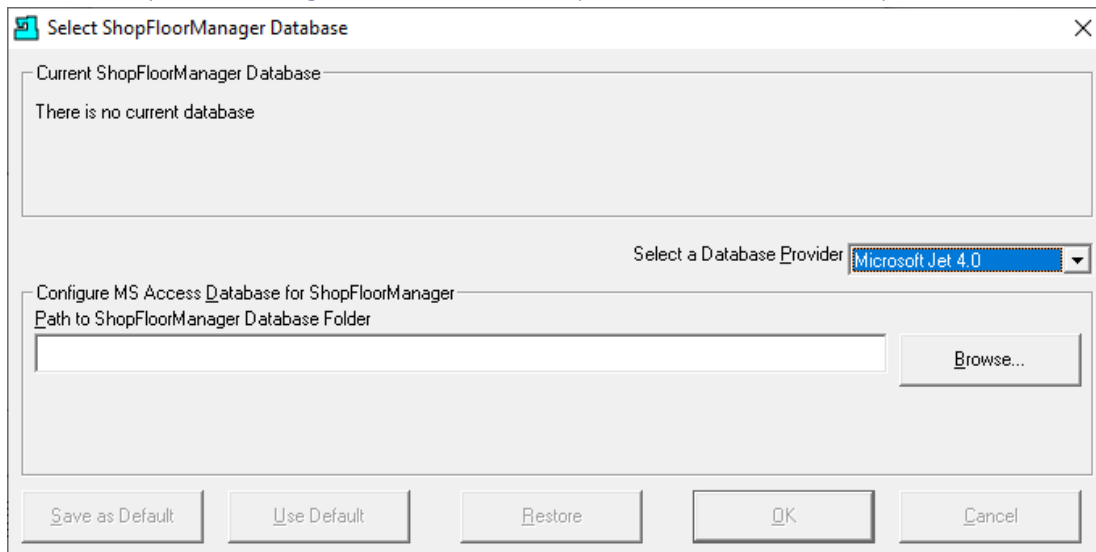 Select ShopFloorManager Database
Current ShopFloorManager Database
There is no current database
Select a Database Provider Microsoft Jet 4.0
Configure MS Access Database for ShopFloorManager
Path to ShopFloorManager Database Folder
Browse...
Save as Default Use Default Restore OK Cancel